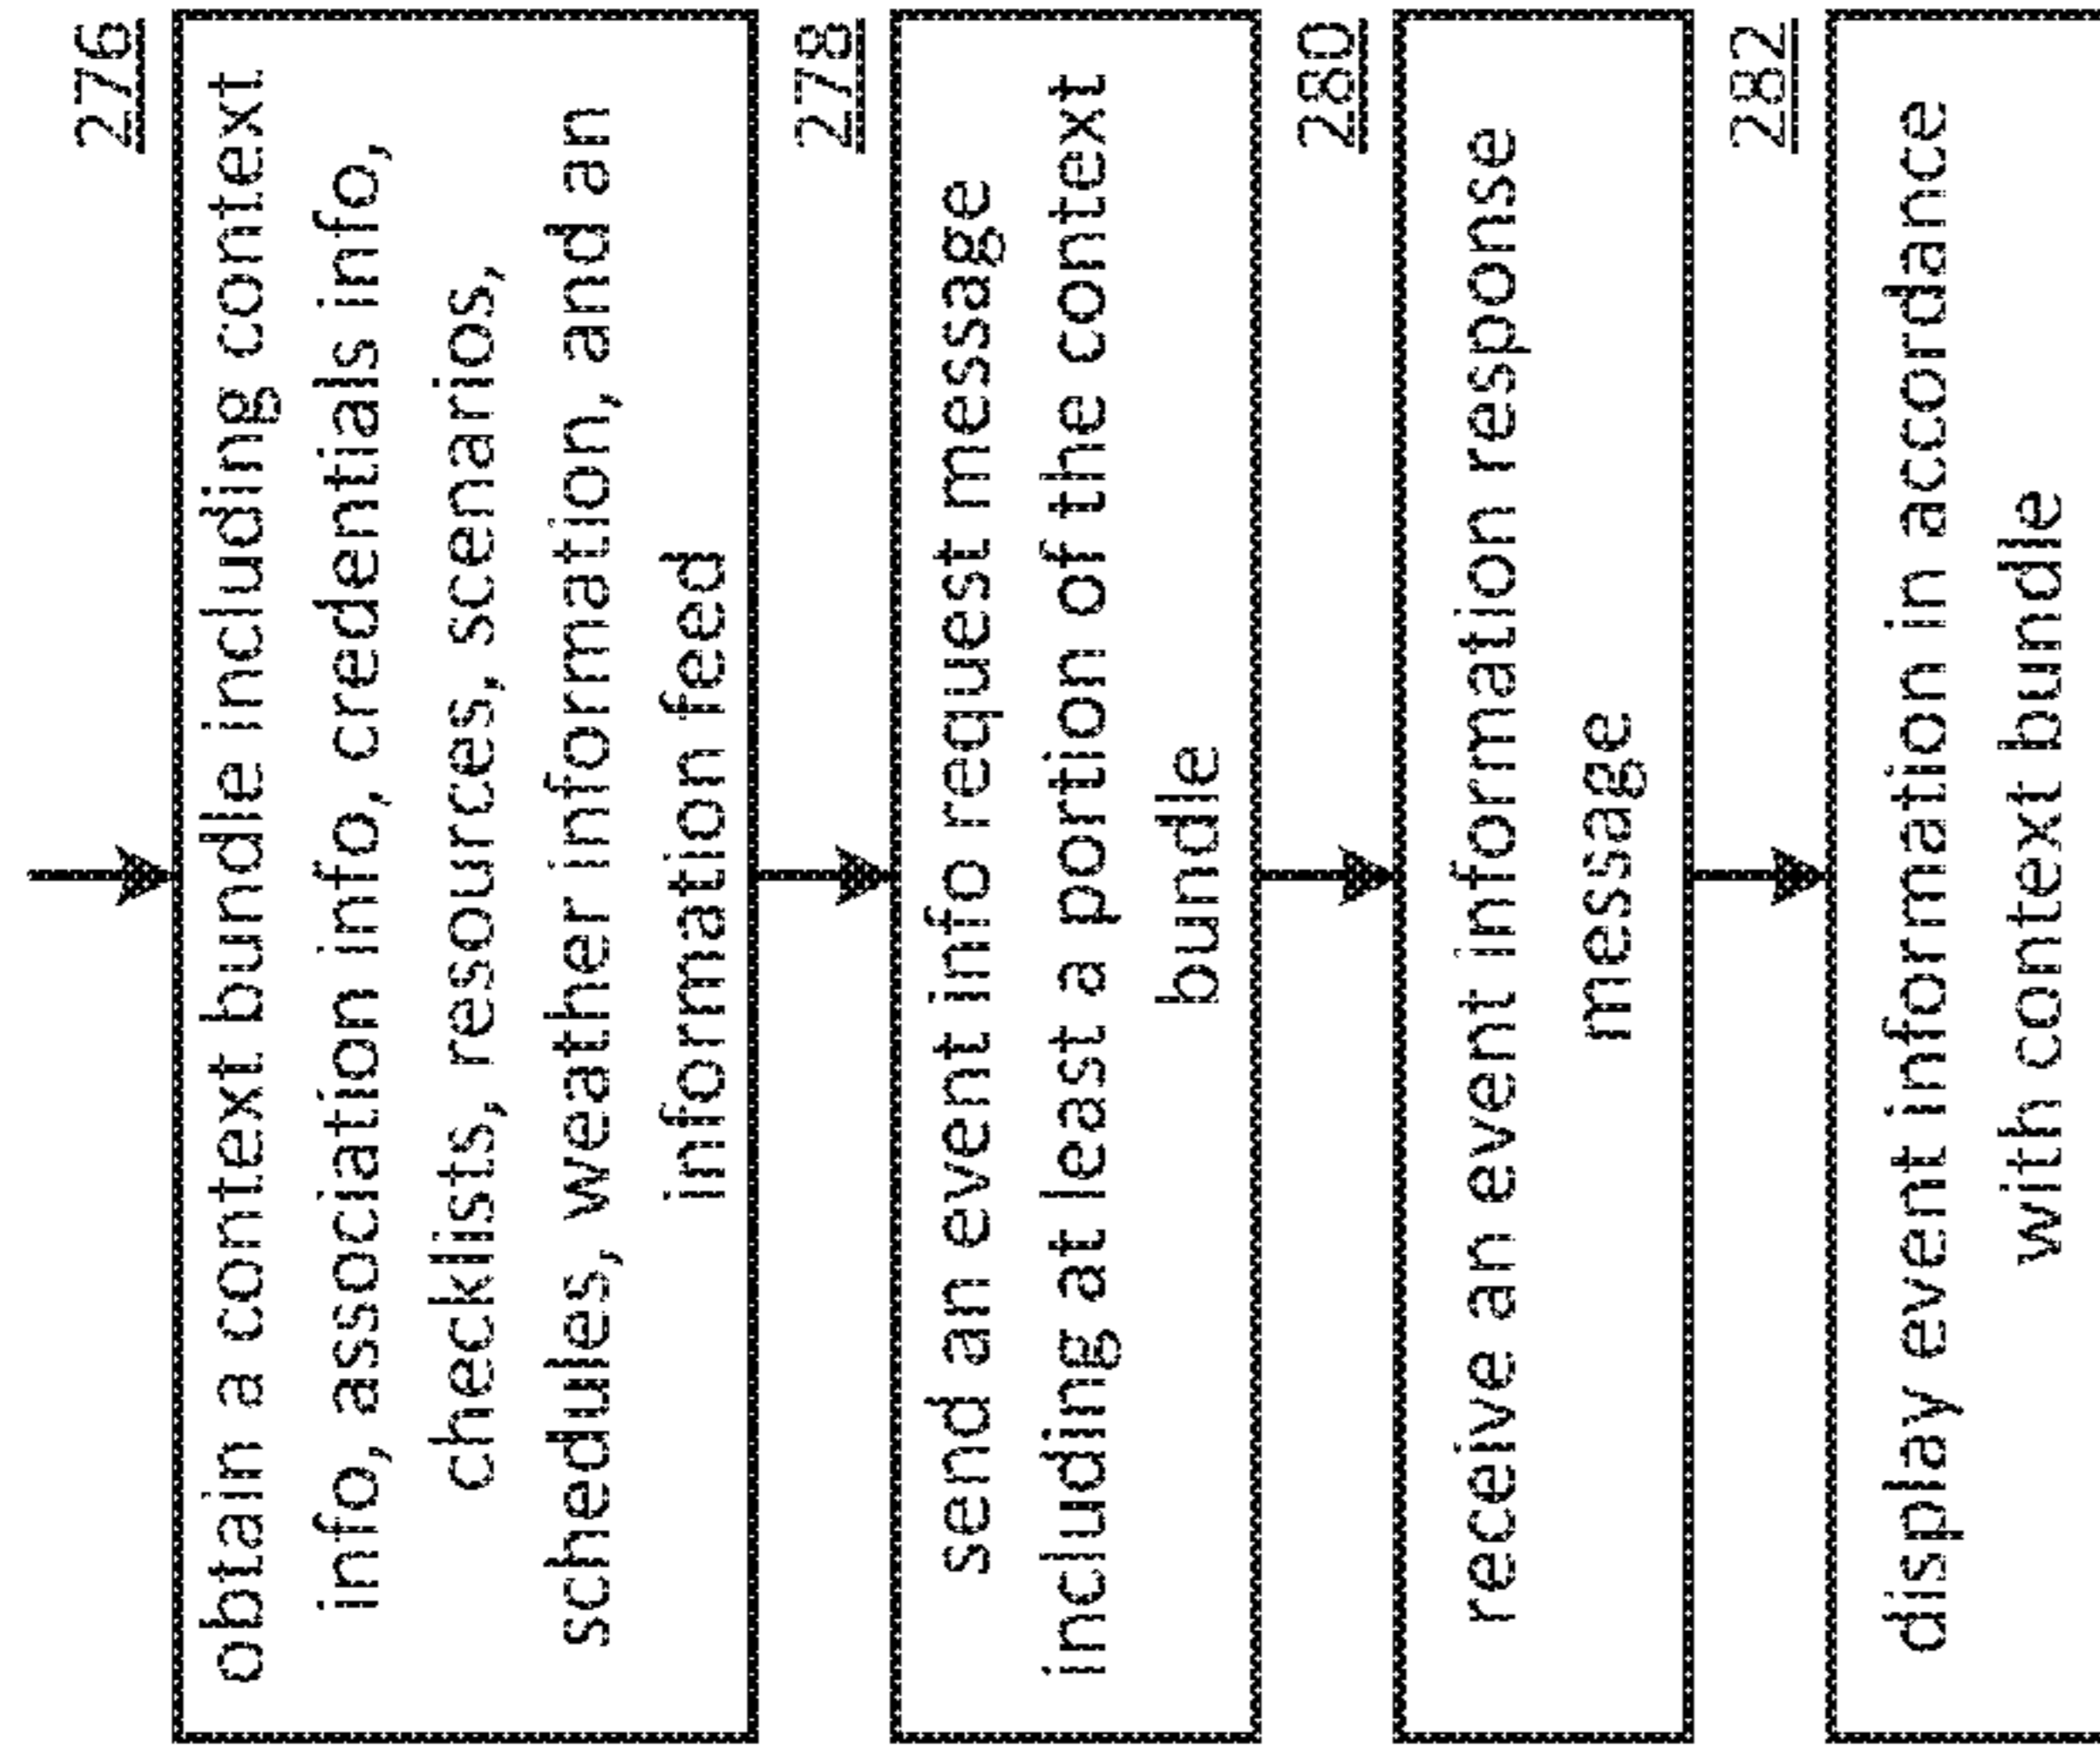 276
obtain a context bundle including context
info, association info, credentials info,
checklists, resources, scenarios,
schedules, weather information, and an
information feed
278
send an event info request message
including at least a portion of the context
bundle
280
receive an event information response
message
282
display event information in accordance
with context bundle